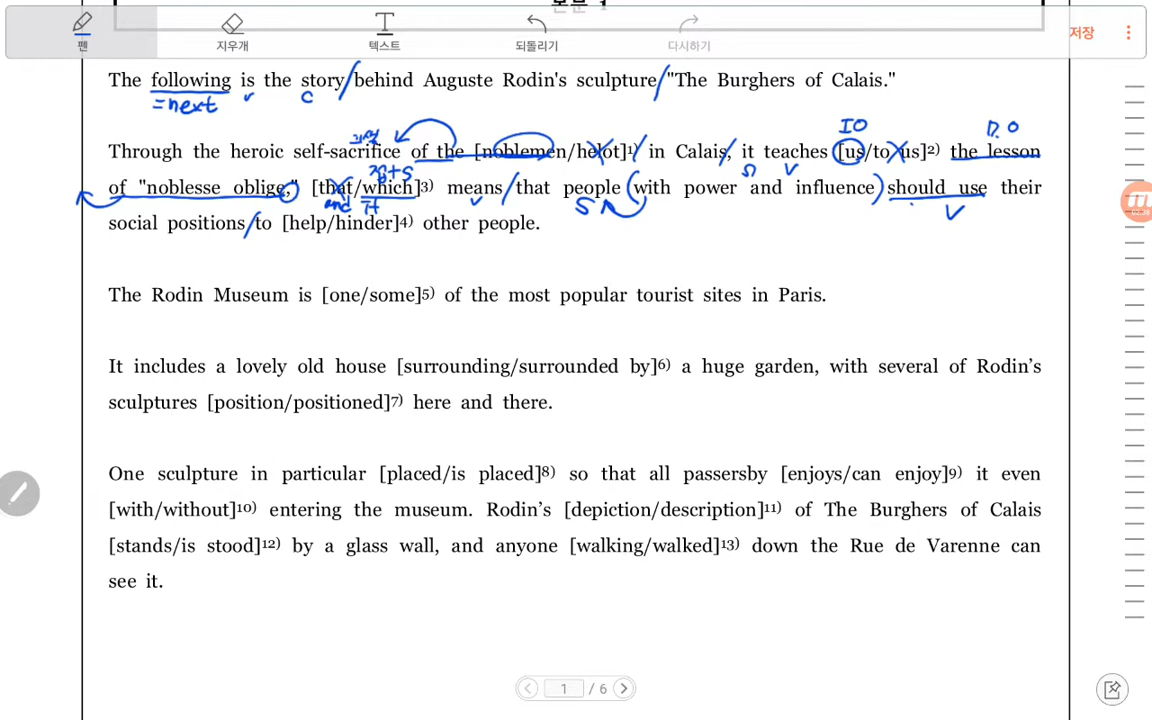 펜
지우개
텍스트
되돌리기
다시하기
저장
The following is the story/behind Auguste Rodin's sculpture/"The Burghers of Calais."
=next v C
IO D.O
Through the heroic self-sacrifice of the [noblemen/helot]1) in Calais, it teaches [us/to us]2) the lesson
S V
of "noblesse oblige," [that/which]3) means/that people (with power and influence) should use their
and it v S V
social positions/to [help/hinder]4) other people.
The Rodin Museum is [one/some]5) of the most popular tourist sites in Paris.
It includes a lovely old house [surrounding/surrounded by]6) a huge garden, with several of Rodin's
sculptures [position/positioned]7) here and there.
One sculpture in particular [placed/is placed]8) so that all passersby [enjoys/can enjoy]9) it even
[with/without]10) entering the museum. Rodin's [depiction/description]11) of The Burghers of Calais
[stands/is stood]12) by a glass wall, and anyone [walking/walked]13) down the Rue de Varenne can
see it.
1 / 6